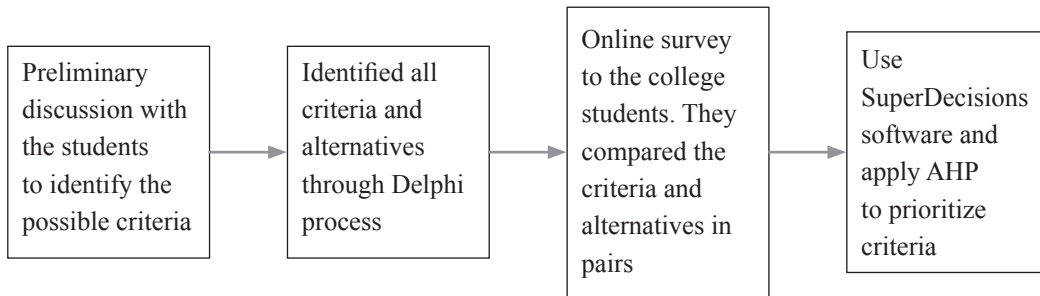 Preliminary
discussion with
the students
to identify the
possible criteria
Identified all
criteria and
alternatives
through Delphi
process
Online survey
to the college
students. They
compared the
criteria and
alternatives in
pairs
Use
SuperDecisions
software and
apply AHP
to prioritize
criteria